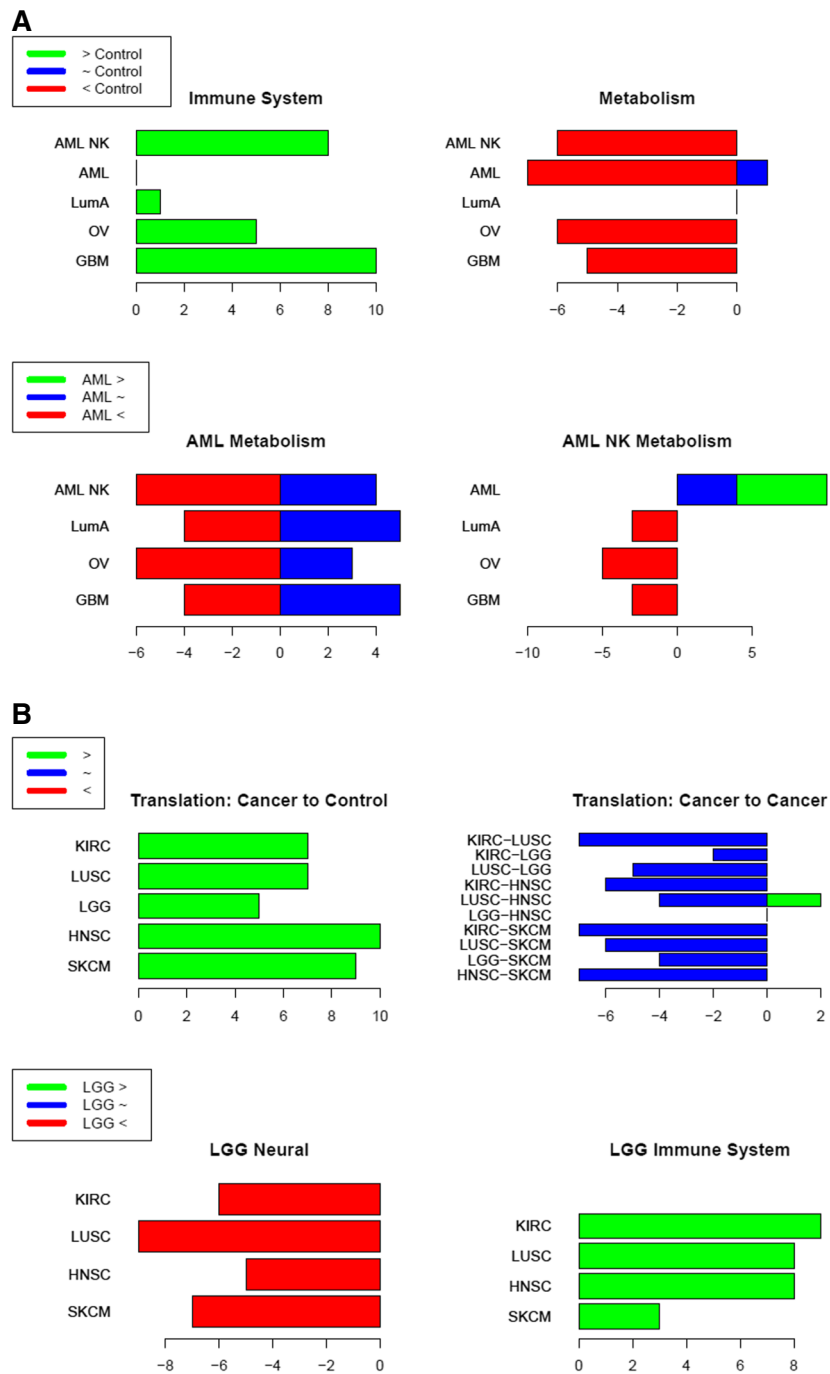 A
> Control
~ Control
< Control
Immune System
AML NK
AML
LumA
OV
GBM
0 2 4 6 8 10
Metabolism
AML NK
AML
LumA
OV
GBM
−6 −4 −2 0
AML >
AML ~
AML <
AML Metabolism
AML NK
LumA
OV
GBM
−6 −4 −2 0 2 4
AML NK Metabolism
AML
LumA
OV
GBM
−10 −5 0 5
B
>
~
<
Translation: Cancer to Control
KIRC
LUSC
LGG
HNSC
SKCM
0 2 4 6 8 10
Translation: Cancer to Cancer
KIRC−LUSC
KIRC−LGG
LUSC−LGG
KIRC−HNSC
LUSC−HNSC
LGG−HNSC
KIRC−SKCM
LUSC−SKCM
LGG−SKCM
HNSC−SKCM
−6 −4 −2 0 2
LGG >
LGG ~
LGG <
LGG Neural
KIRC
LUSC
HNSC
SKCM
−8 −6 −4 −2 0
LGG Immune System
KIRC
LUSC
HNSC
SKCM
0 2 4 6 8